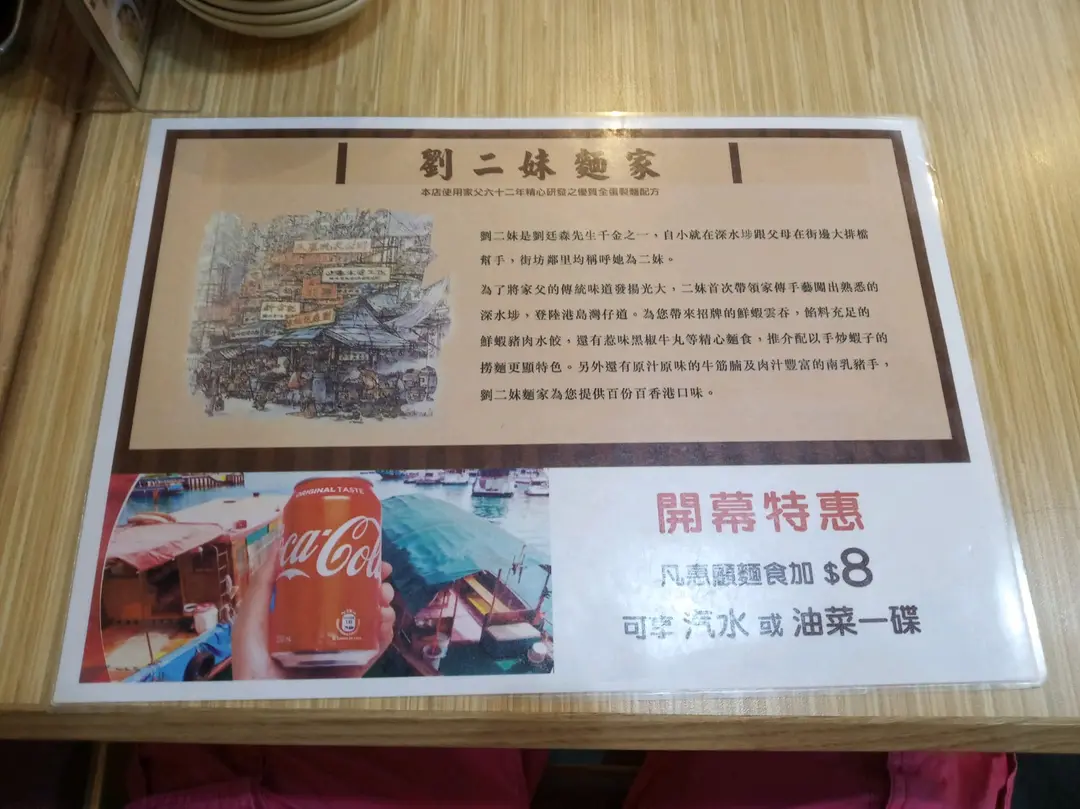 劉二妹麵家
本店使用家父六十二年精心研發之優質全蛋製麵配方
劉二妹是劉廷森先生千金之一、自小就在深水埗跟父母在街邊大排檔
幫手，街坊鄰里均稱呼她為二妹。
為了將家父的傳統味道發揚光大，二妹首次帶領家傳手藝闖出熟悉的
深水埗，登陸港島灣仔道。為您帶來招牌的鮮蝦雲吞，餡料充足的
鮮蝦豬肉水餃，還有惹味黑椒牛丸等精心麵食，推介配以手炒蝦子的
撈麵更顯特色。另外還有原汁原味的牛筋腩及肉汁豐富的南乳豬手，
劉二妹麵家為您提供百份百香港口味。
ORIGINAL TASTE
ca-Col
開幕特惠
凡惠顧麵食加 $8
可享 汽水 或 油菜一碟